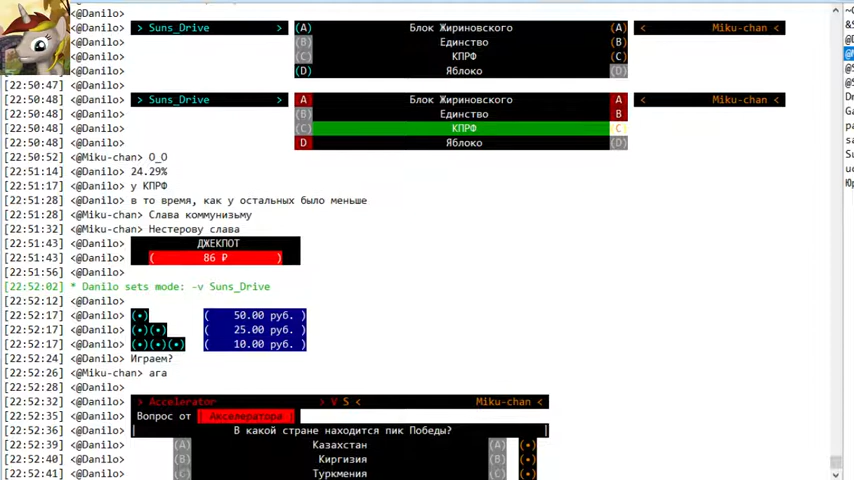 <@Danilo>
<@Danilo> > Suns_Drive > (A) Блок Жириновского (A) < Miku-chan <
<@Danilo> (B) Единство (B)
<@Danilo> (C) КПРФ (C)
<@Danilo> (D) Яблоко (D)
[22:50:47] <@Danilo>
[22:50:48] <@Danilo> > Suns_Drive > A Блок Жириновского A < Miku-chan <
[22:50:48] <@Danilo> (B) Единство B
[22:50:48] <@Danilo> (C) КПРФ C
[22:50:48] <@Danilo> D Яблоко (D)
[22:50:52] <@Miku-chan> O_O
[22:51:14] <@Danilo> 24.29%
[22:51:17] <@Danilo> у КПРФ
[22:51:28] <@Danilo> в то время, как у остальных было меньше
[22:51:28] <@Miku-chan> Слава коммунизьму
[22:51:32] <@Miku-chan> Нестерову слава
[22:51:43] <@Danilo> ДЖЕКПОТ
[22:51:43] <@Danilo> ( 86 ₽ )
[22:51:56] <@Danilo>
[22:52:02] * Danilo sets mode: -v Suns_Drive
[22:52:12] <@Danilo>
[22:52:17] <@Danilo> (•) ( 50.00 руб. )
[22:52:17] <@Danilo> (•)(•) ( 25.00 руб. )
[22:52:17] <@Danilo> (•)(•)(•) ( 10.00 руб. )
[22:52:24] <@Danilo> Играем?
[22:52:26] <@Miku-chan> ага
[22:52:28] <@Danilo>
[22:52:32] <@Danilo> > Accelerator > V S < Miku-chan <
[22:52:35] <@Danilo> Вопрос от ( Акселератора )
[22:52:36] <@Danilo> | В какой стране находится пик Победы? |
[22:52:39] <@Danilo> (A) Казахстан (A) (•)
[22:52:40] <@Danilo> (B) Киргизия (B) (•)
[22:52:41] <@Danilo> (C) Туркмения (C) (•)